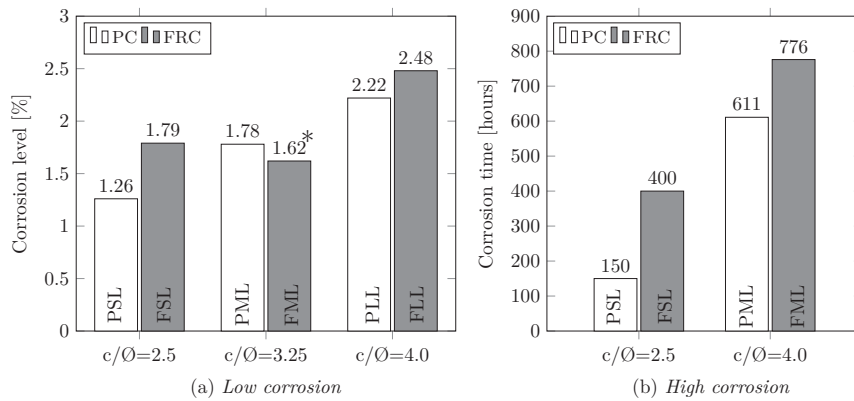 3
2.5
2
1.5
1
0.5
0
Corrosion level [%]
PC FRC
1.26
1.79
1.78
1.62*
2.22
2.48
PSL
FSL
PML
FML
PLL
FLL
c/Ø=2.5 c/Ø=3.25 c/Ø=4.0
(a) Low corrosion
900
800
700
600
500
400
300
200
100
0
Corrosion time [hours]
PC FRC
150
400
611
776
PSL
FSL
PML
FML
c/Ø=2.5 c/Ø=4.0
(b) High corrosion